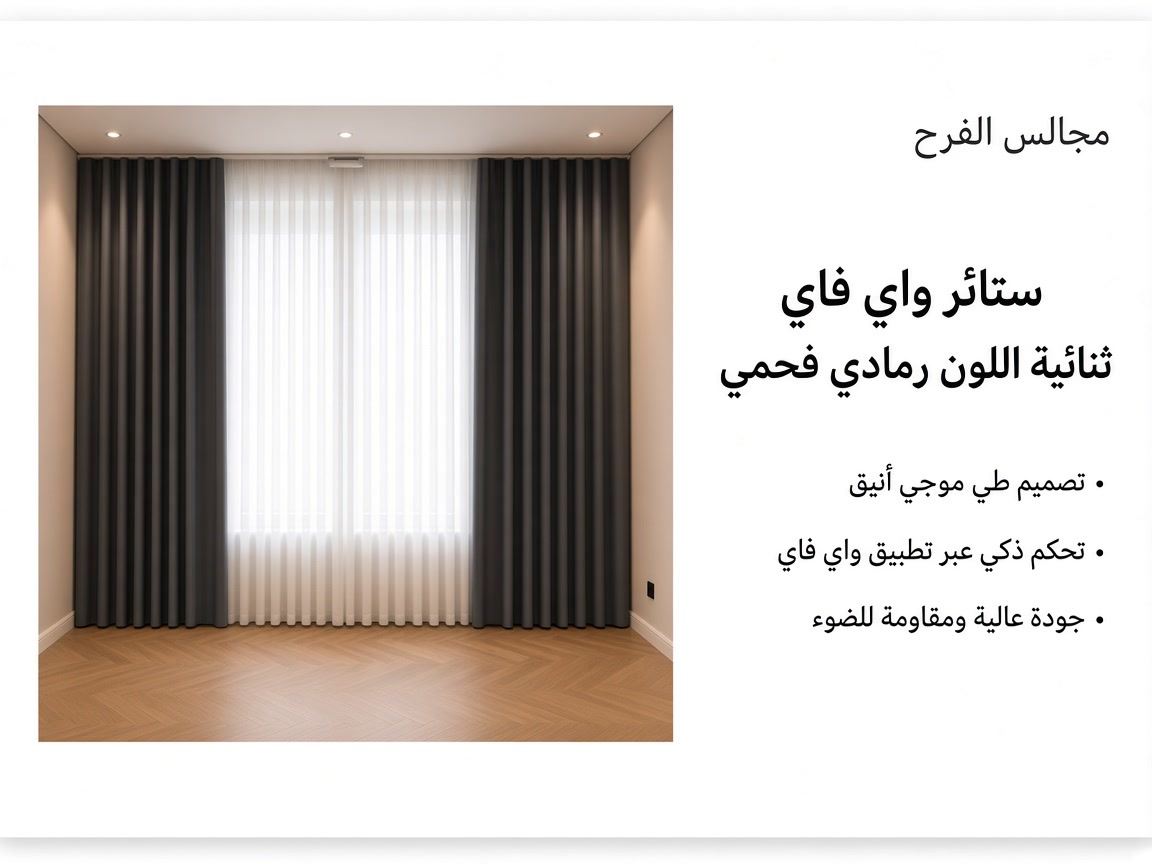 مجالس الفرح
ستائر واي فاي
ثنائية اللون رمادي فحمي
• تصميم طي موجي أنيق
• تحكم ذكي عبر تطبيق واي فاي
• جودة عالية ومقاومة للضوء